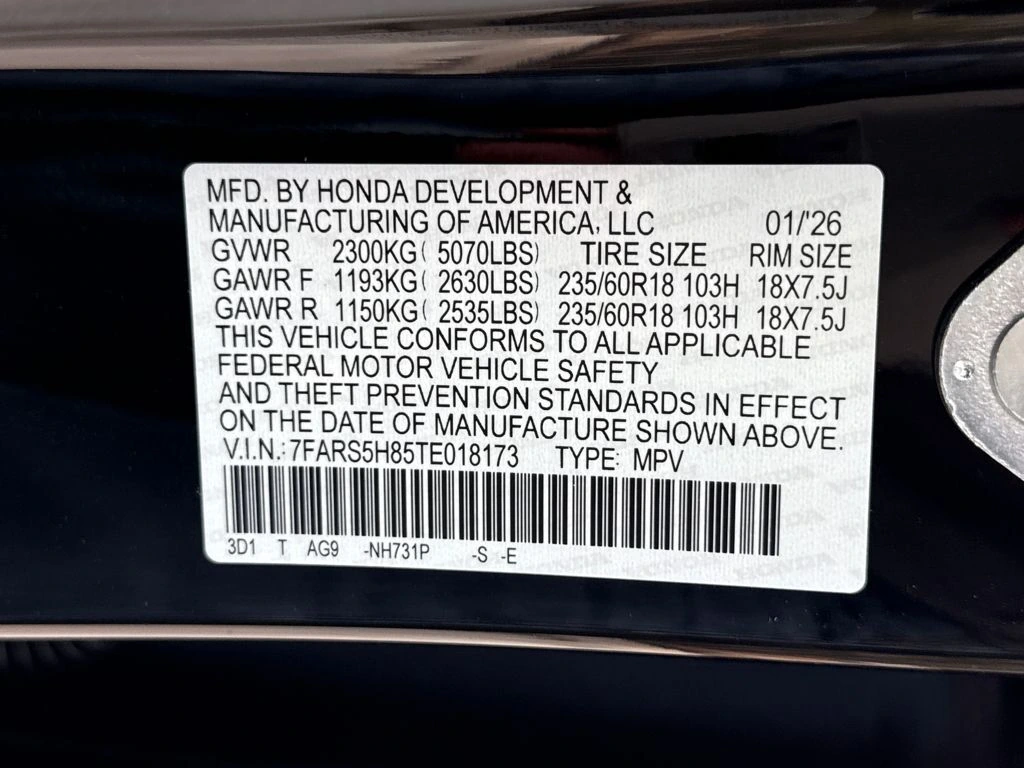 MFD. BY HONDA DEVELOPMENT &
MANUFACTURING OF AMERICA, LLC 01/'26
GVWR 2300KG( 5070LBS) TIRE SIZE RIM SIZE
GAWR F 1193KG( 2630LBS) 235/60R18 103H 18X7.5J
GAWR R 1150KG( 2535LBS) 235/60R18 103H 18X7.5J
THIS VEHICLE CONFORMS TO ALL APPLICABLE
FEDERAL MOTOR VEHICLE SAFETY
AND THEFT PREVENTION STANDARDS IN EFFECT
ON THE DATE OF MANUFACTURE SHOWN ABOVE.
V.I.N.: 7FARS5H85TE018173 TYPE: MPV
3D1 T AG9 -NH731P -S -E